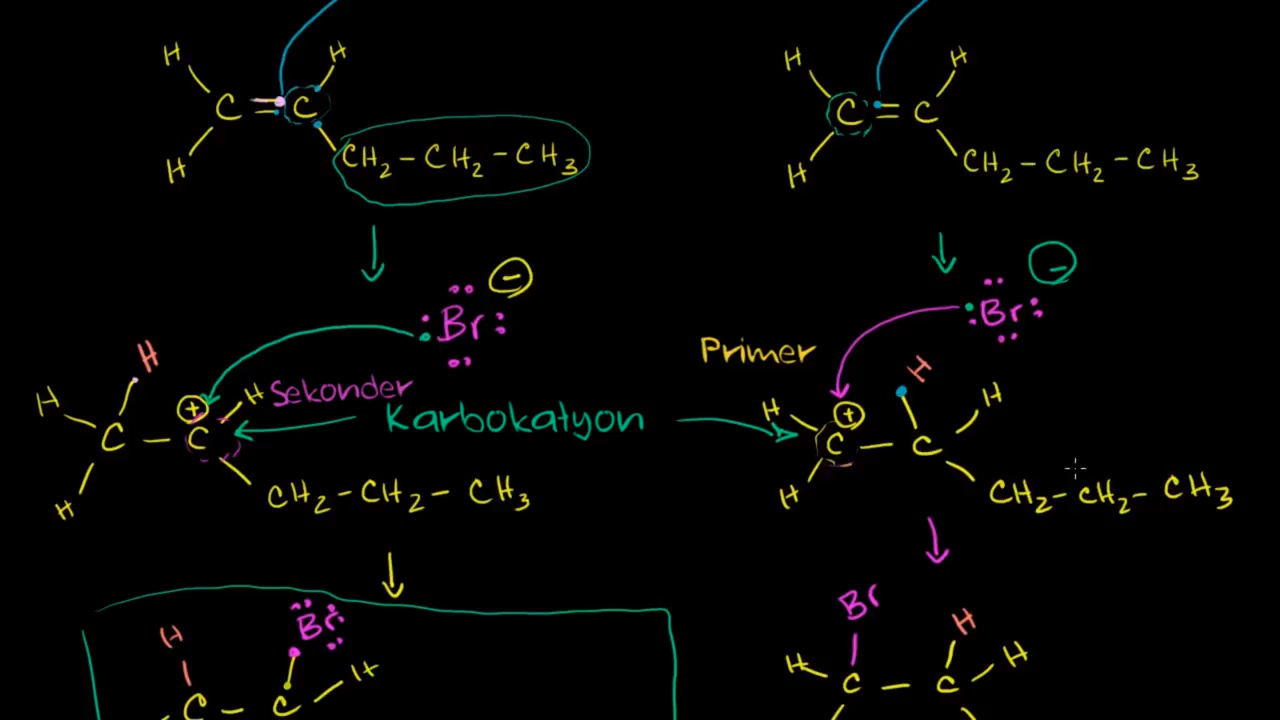 H H H H
C = C C = C
H CH₂ – CH₂ – CH₃ H CH₂ – CH₂ – CH₃
Br − Br −
Primer
H H
H + H Sekonder H + H
C – C Karbokatyon C – C
H CH₂ – CH₂ – CH₃ H CH₂ – CH₂ – CH₃
Br Br
H H H H H
C – C C – C